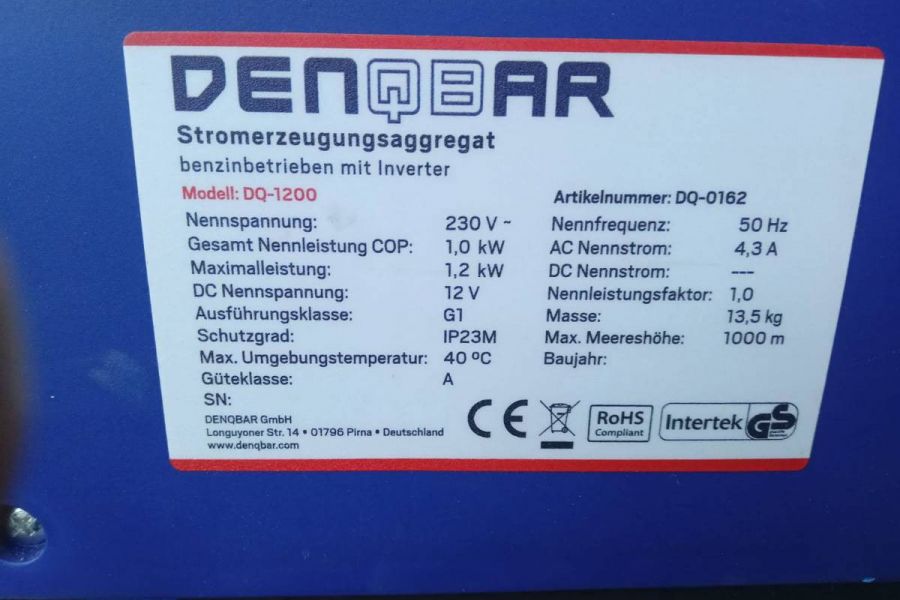 DENQBAR
Stromerzeugungsaggregat
benzinbetrieben mit Inverter
Modell: DQ-1200 Artikelnummer: DQ-0162
Nennspannung: 230 V ~ Nennfrequenz: 50 Hz
Gesamt Nennleistung COP: 1,0 kW AC Nennstrom: 4,3 A
Maximalleistung: 1,2 kW DC Nennstrom: ---
DC Nennspannung: 12 V Nennleistungsfaktor: 1,0
Ausführungsklasse: G1 Masse: 13,5 kg
Schutzgrad: IP23M Max. Meereshöhe: 1000 m
Max. Umgebungstemperatur: 40 ºC Baujahr:
Güteklasse: A
SN:
DENQBAR GmbH
Longuyoner Str. 14 • 01796 Pirna • Deutschland
www.denqbar.com
CE
RoHS
Compliant
Intertek GS